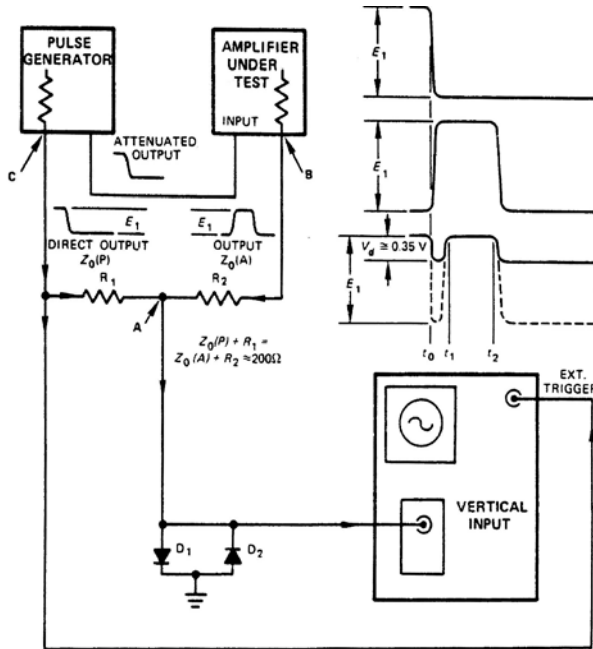 PULSE
GENERATOR
AMPLIFIER
UNDER
TEST
INPUT
ATTENUATED
OUTPUT
C
B
E1
DIRECT OUTPUT
Z0(P)
R1
E1
OUTPUT
Z0(A)
R2
A
Z0(P) + R1 =
Z0(A) + R2 ≈200Ω
D1
D2
E1
E1
Vd ≅ 0.35 V
E1
t0
t1
t2
EXT.
TRIGGER
VERTICAL
INPUT